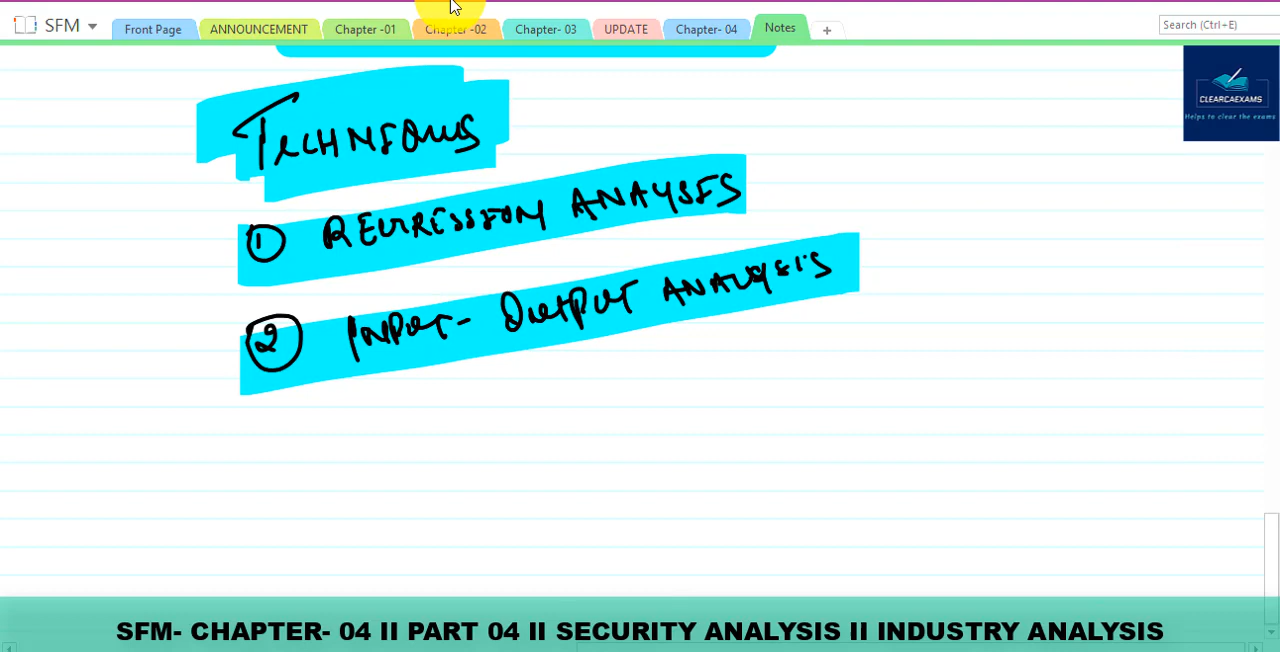 SFM
Front Page
ANNOUNCEMENT
Chapter -01
Chapter -02
Chapter- 03
UPDATE
Chapter- 04
Notes
+
Search (Ctrl+E)
CLEARCAEXAMS
Helps to clear the exams
TECHNIQUES
① REGRESSION ANALYSIS
② INPUT- OUTPUT ANALYSIS
SFM- CHAPTER- 04 II PART 04 II SECURITY ANALYSIS II INDUSTRY ANALYSIS